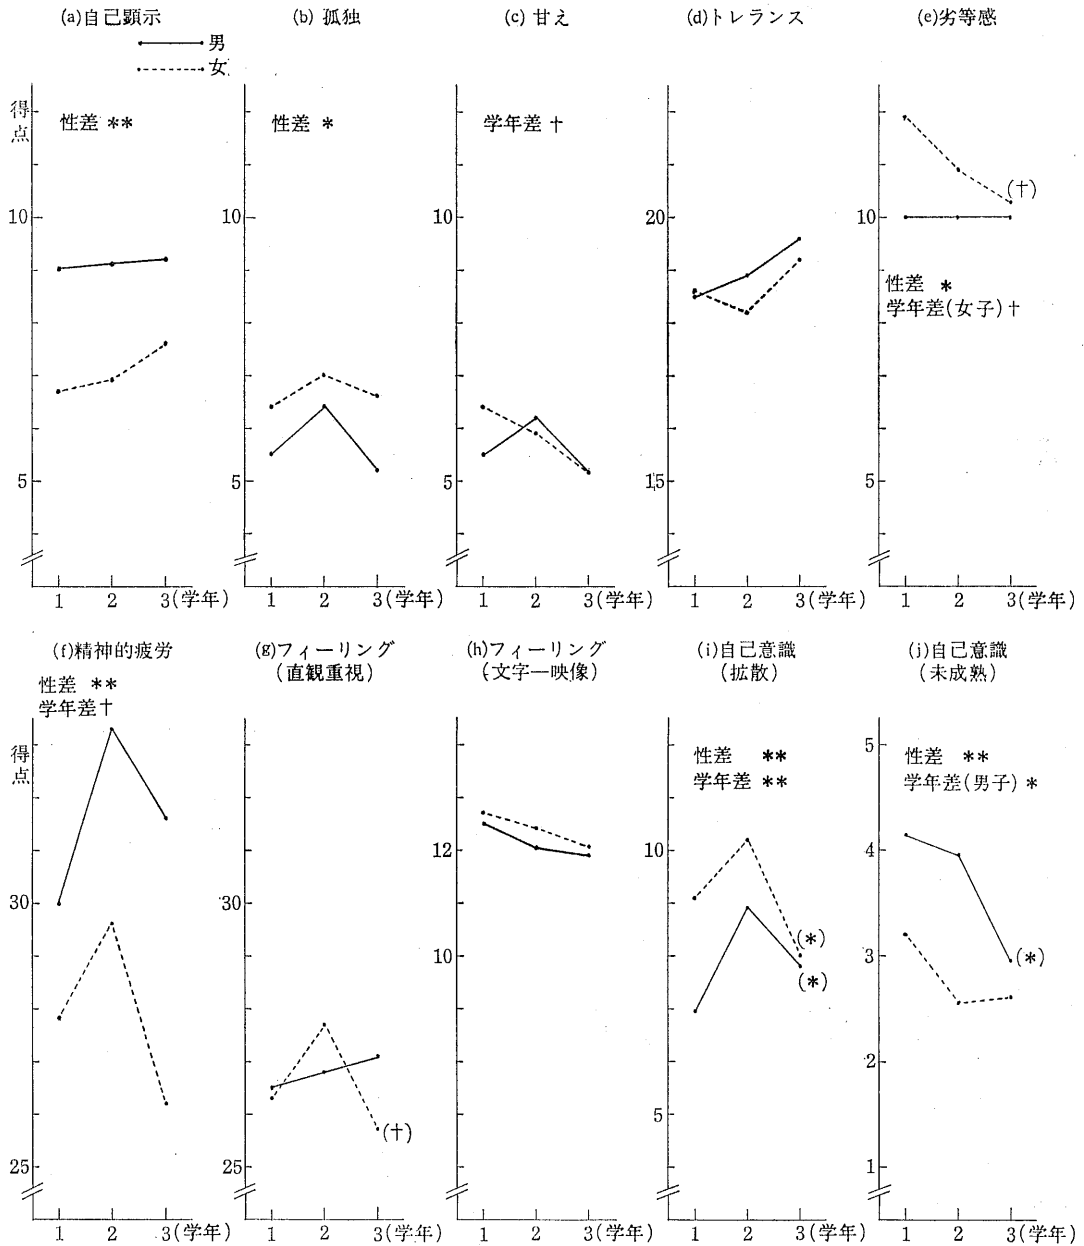 (a)自己顕示
(b) 孤独
(c) 甘え
(d)トレランス
(e)劣等感
男
女
得点
性差 **
10
5
1 2 3(学年)
性差 *
10
5
1 2 3(学年)
学年差 †
10
5
1 2 3(学年)
20
15
1 2 3(学年)
10
(†)
性差 *
学年差(女子)†
5
1 2 3(学年)
(f)精神的疲労
(g)フィーリング
(直観重視)
(h)フィーリング
(文字―映像)
(i)自己意識
(拡散)
(j)自己意識
(未成熟)
性差 **
学年差†
得点
30
25
1 2 3(学年)
30
(†)
25
1 2 3(学年)
12
10
1 2 3(学年)
性差 **
学年差 **
10
(*)
(*)
5
1 2 3(学年)
5
性差 **
学年差(男子) *
4
3
(*)
2
1
1 2 3(学年)